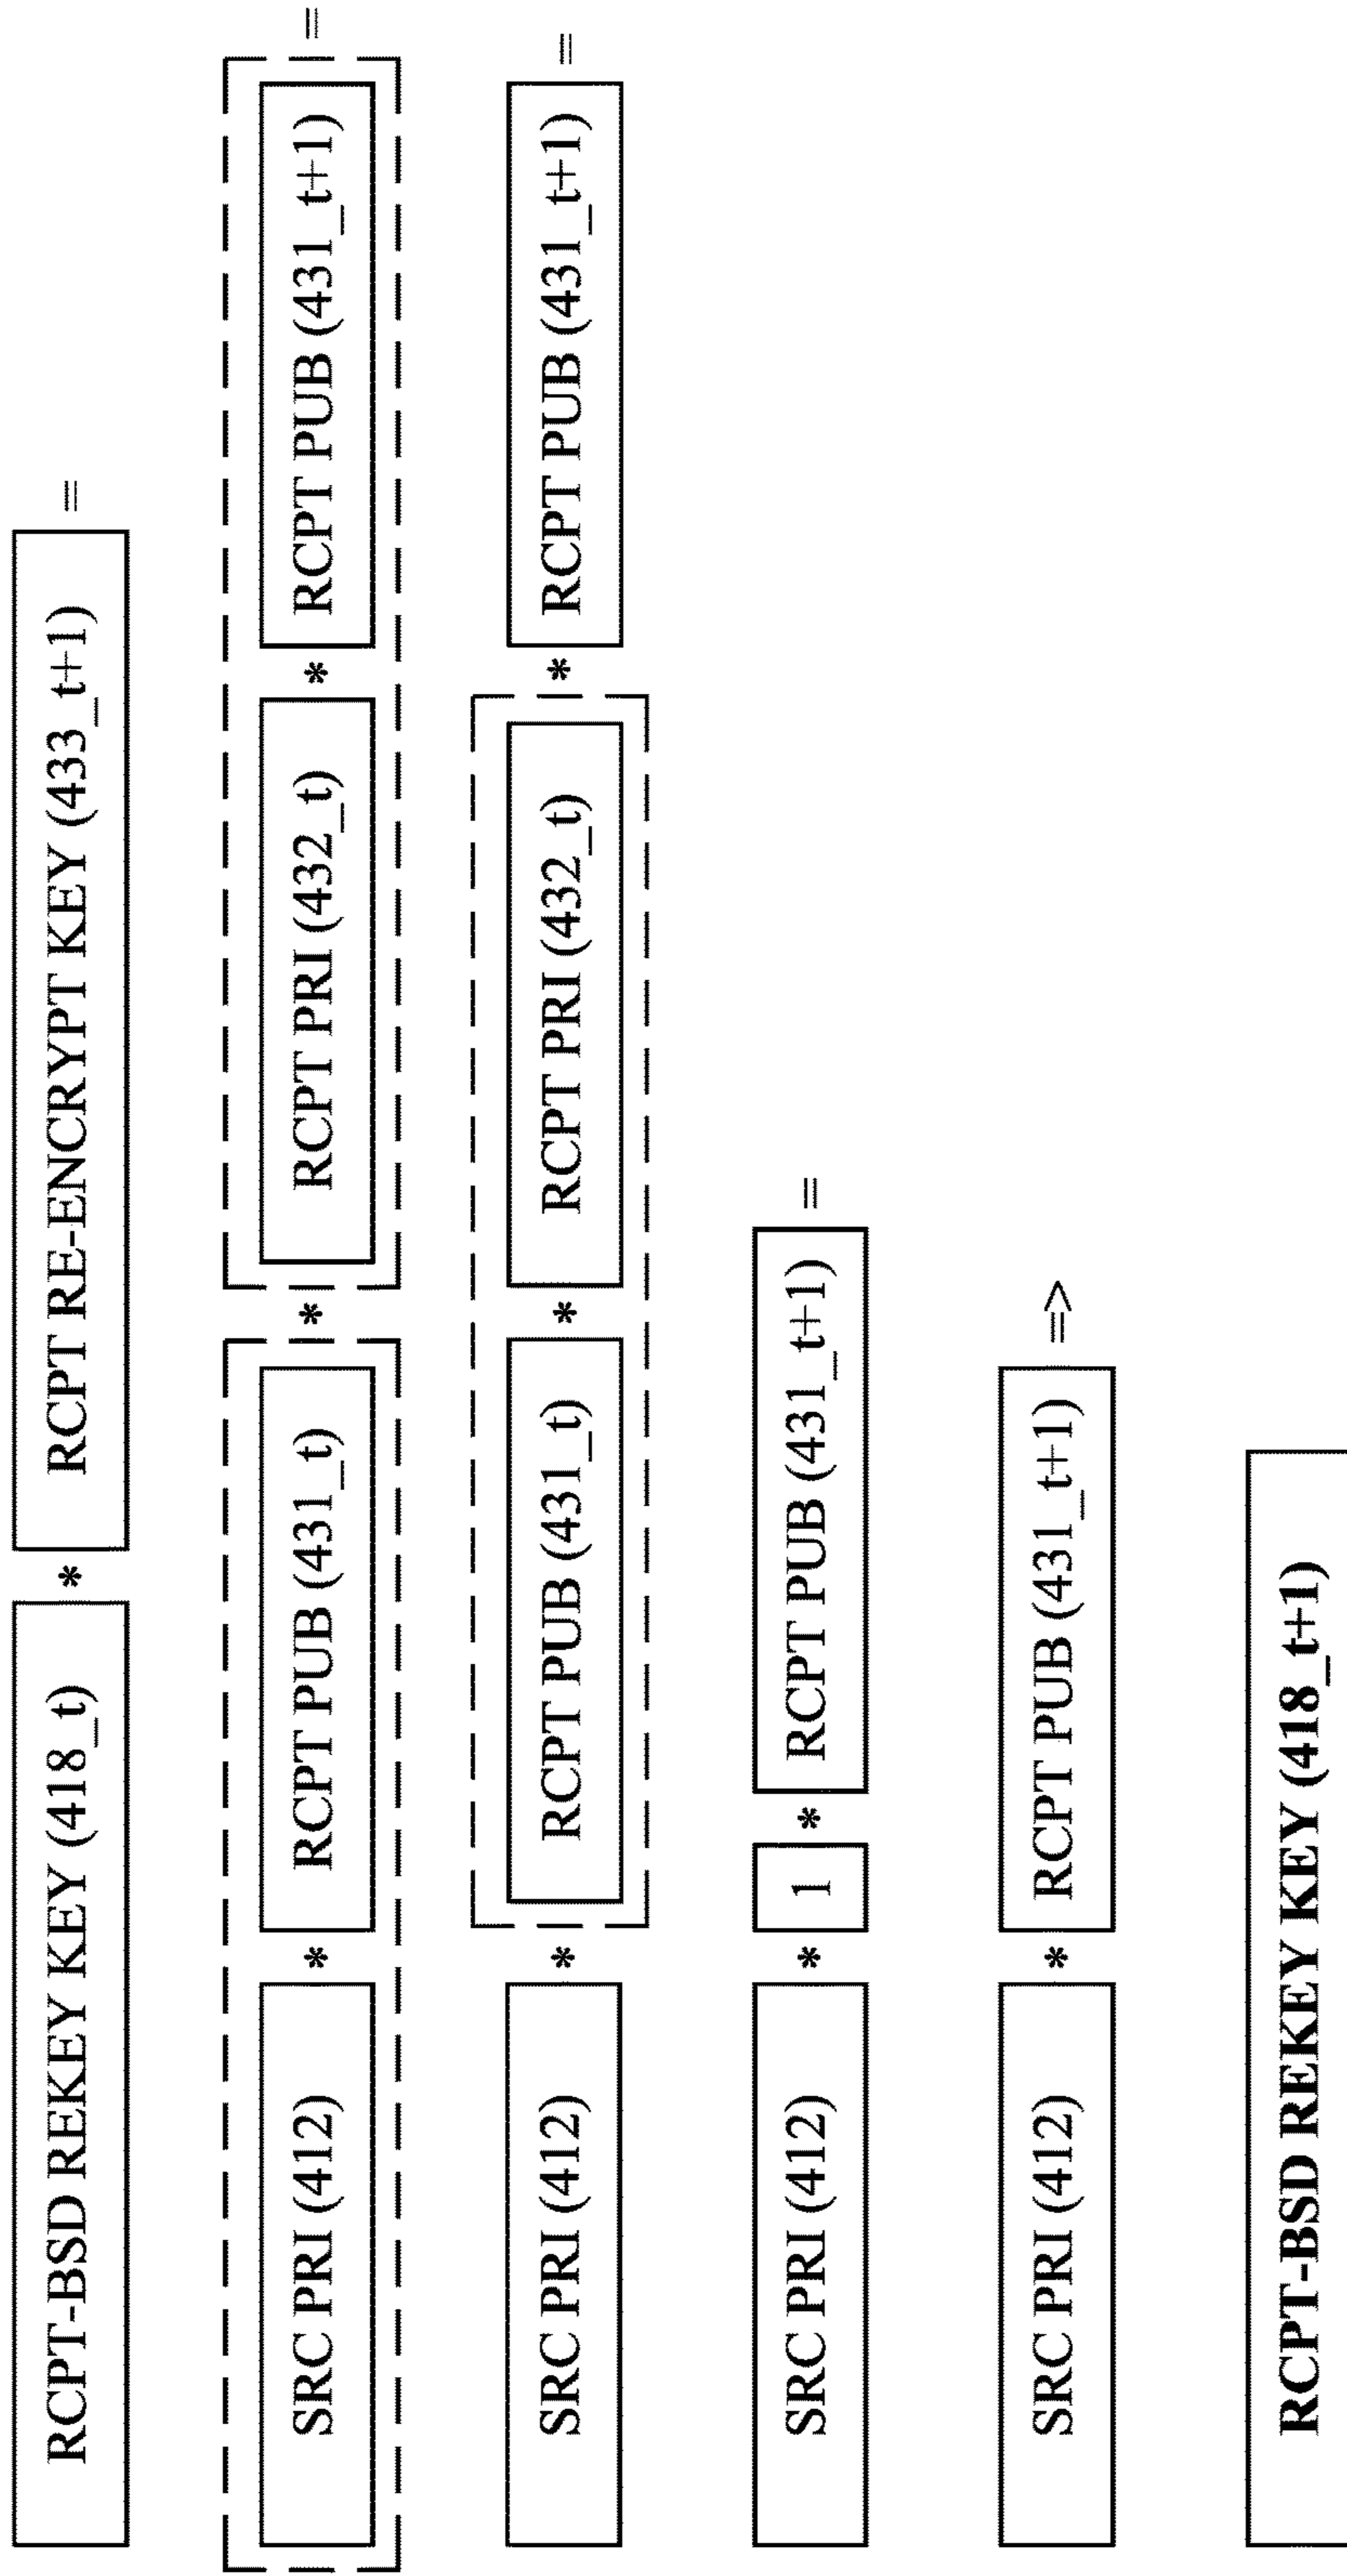 RCPT-BSD REKEY KEY (418_t) * RCPT RE-ENCRYPT KEY (433_t+1) =
SRC PRI (412) * RCPT PUB (431_t) * RCPT PRI (432_t) * RCPT PUB (431_t+1) =
SRC PRI (412) * RCPT PUB (431_t) * RCPT PRI (432_t) * RCPT PUB (431_t+1) =
SRC PRI (412) * 1 * RCPT PUB (431_t+1) =
SRC PRI (412) * RCPT PUB (431_t+1) =>
RCPT-BSD REKEY KEY (418_t+1)